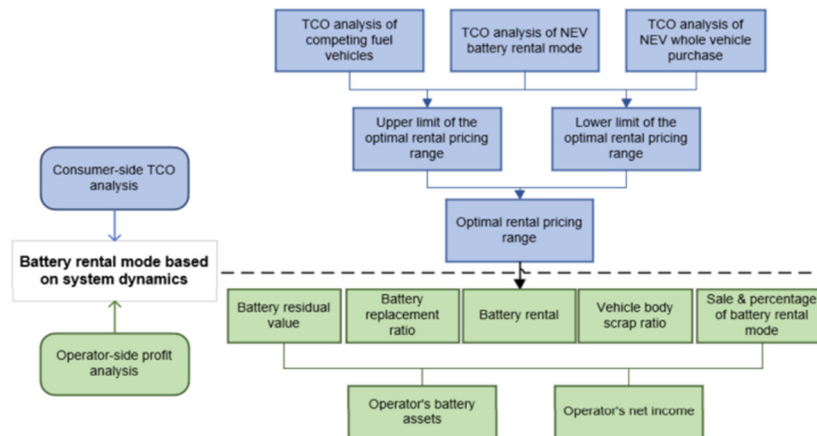 TCO analysis of
competing fuel
vehicles
TCO analysis of NEV
battery rental mode
TCO analysis of
NEV whole vehicle
purchase
Upper limit of the
optimal rental pricing
range
Lower limit of the
optimal rental pricing
range
Consumer-side TCO
analysis
Optimal rental pricing
range
Battery rental mode based
on system dynamics
Battery residual
value
Battery
replacement
ratio
Battery rental
Vehicle body
scrap ratio
Sale & percentage
of battery rental
mode
Operator-side profit
analysis
Operator's battery
assets
Operator's net income